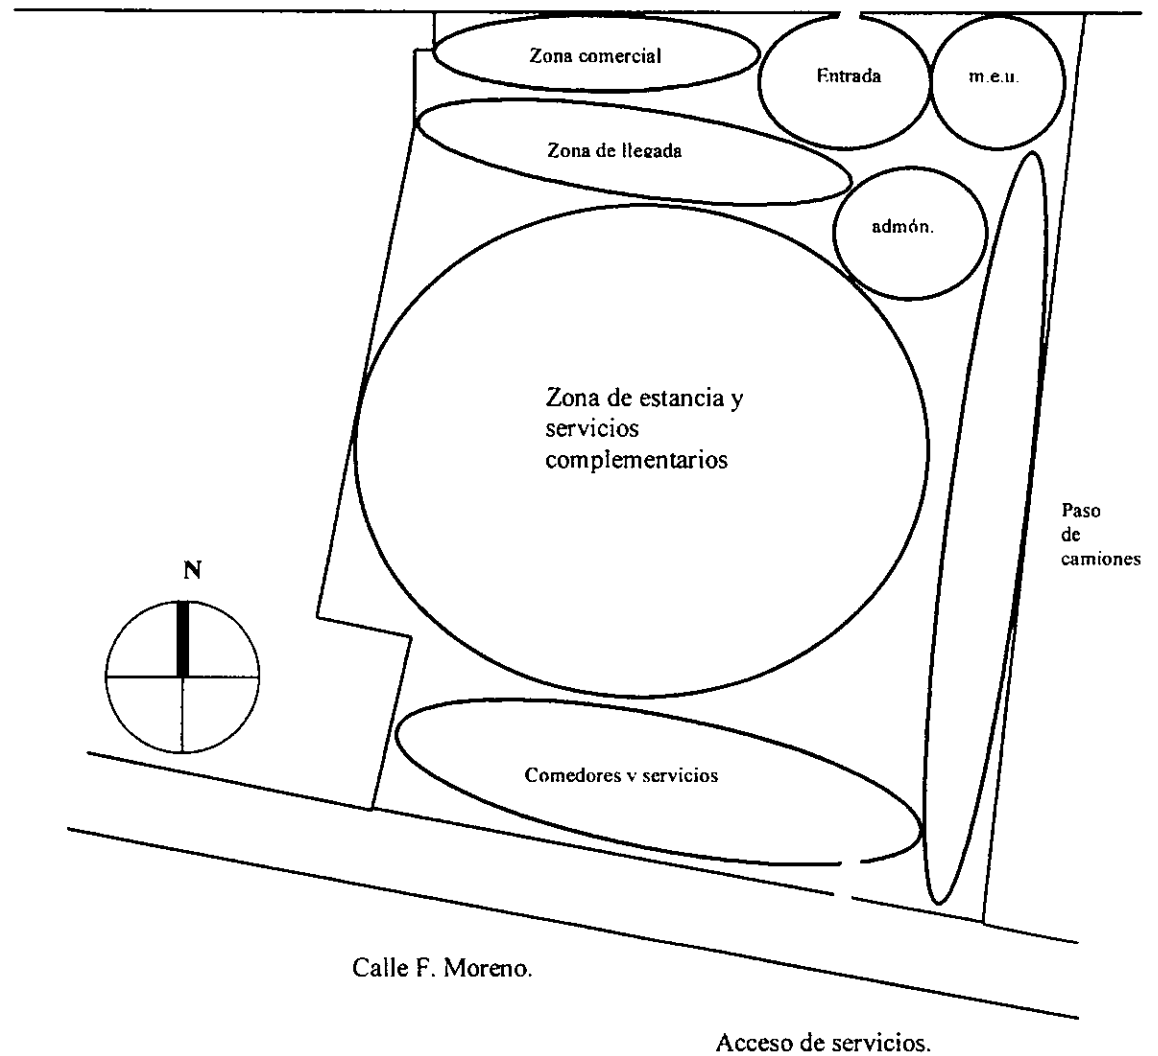 Zona comercial
Entrada
m.e.u.
Zona de llegada
admón.
Zona de estancia y
servicios
complementarios
Paso
de
camiones
N
Comedores y servicios
Calle F. Moreno.
Acceso de servicios.